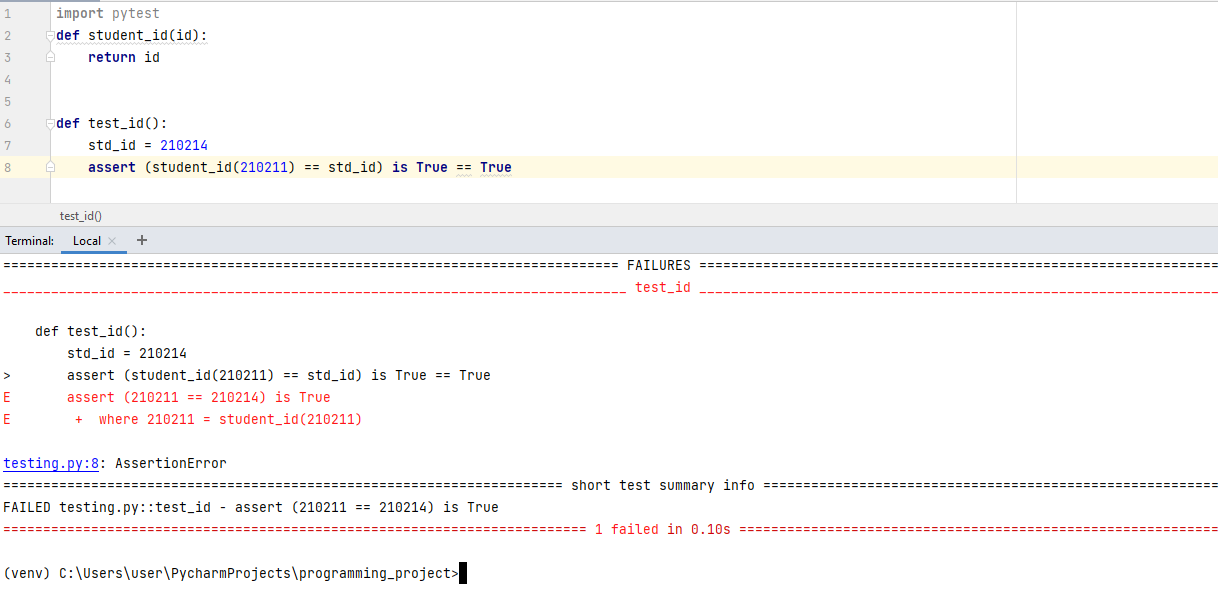 1 import pytest
2 def student_id(id):
3     return id
4
5
6 def test_id():
7     std_id = 210214
8     assert (student_id(210211) == std_id) is True == True
test_id()
Terminal: Local × +
============================================================================= FAILURES =================================================================
______________________________________________________________________________ test_id _________________________________________________________________
    def test_id():
        std_id = 210214
>       assert (student_id(210211) == std_id) is True == True
E       assert (210211 == 210214) is True
E        +  where 210211 = student_id(210211)
testing.py:8: AssertionError
====================================================================== short test summary info =========================================================
FAILED testing.py::test_id - assert (210211 == 210214) is True
========================================================================= 1 failed in 0.10s ============================================================
(venv) C:\Users\user\PycharmProjects\programming_project>